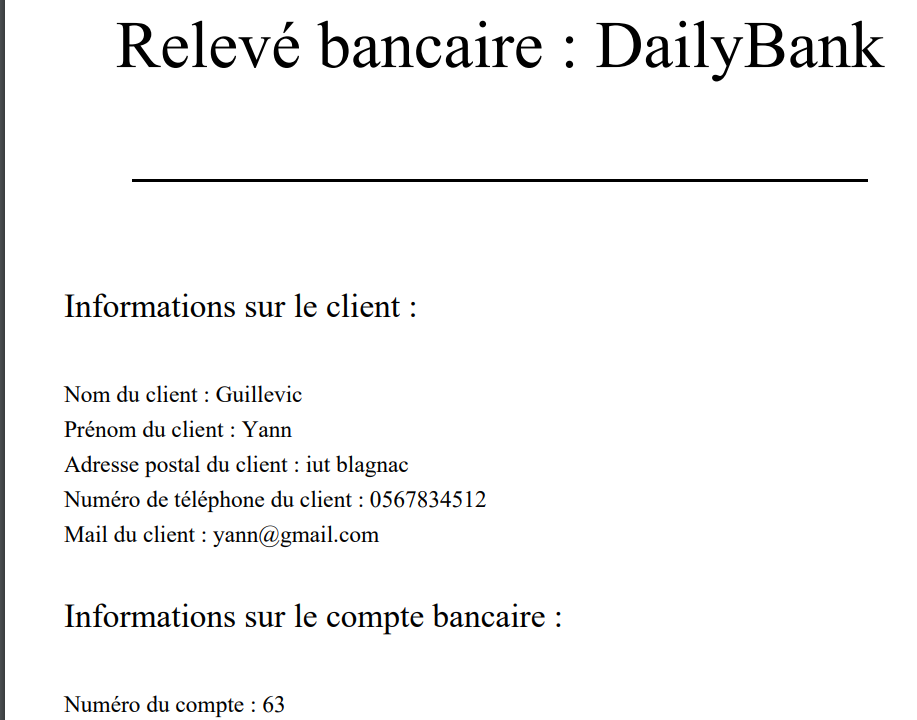 Relevé bancaire : DailyBank
Informations sur le client :
Nom du client : Guillevic
Prénom du client : Yann
Adresse postal du client : iut blagnac
Numéro de téléphone du client : 0567834512
Mail du client : yann@gmail.com
Informations sur le compte bancaire :
Numéro du compte : 63